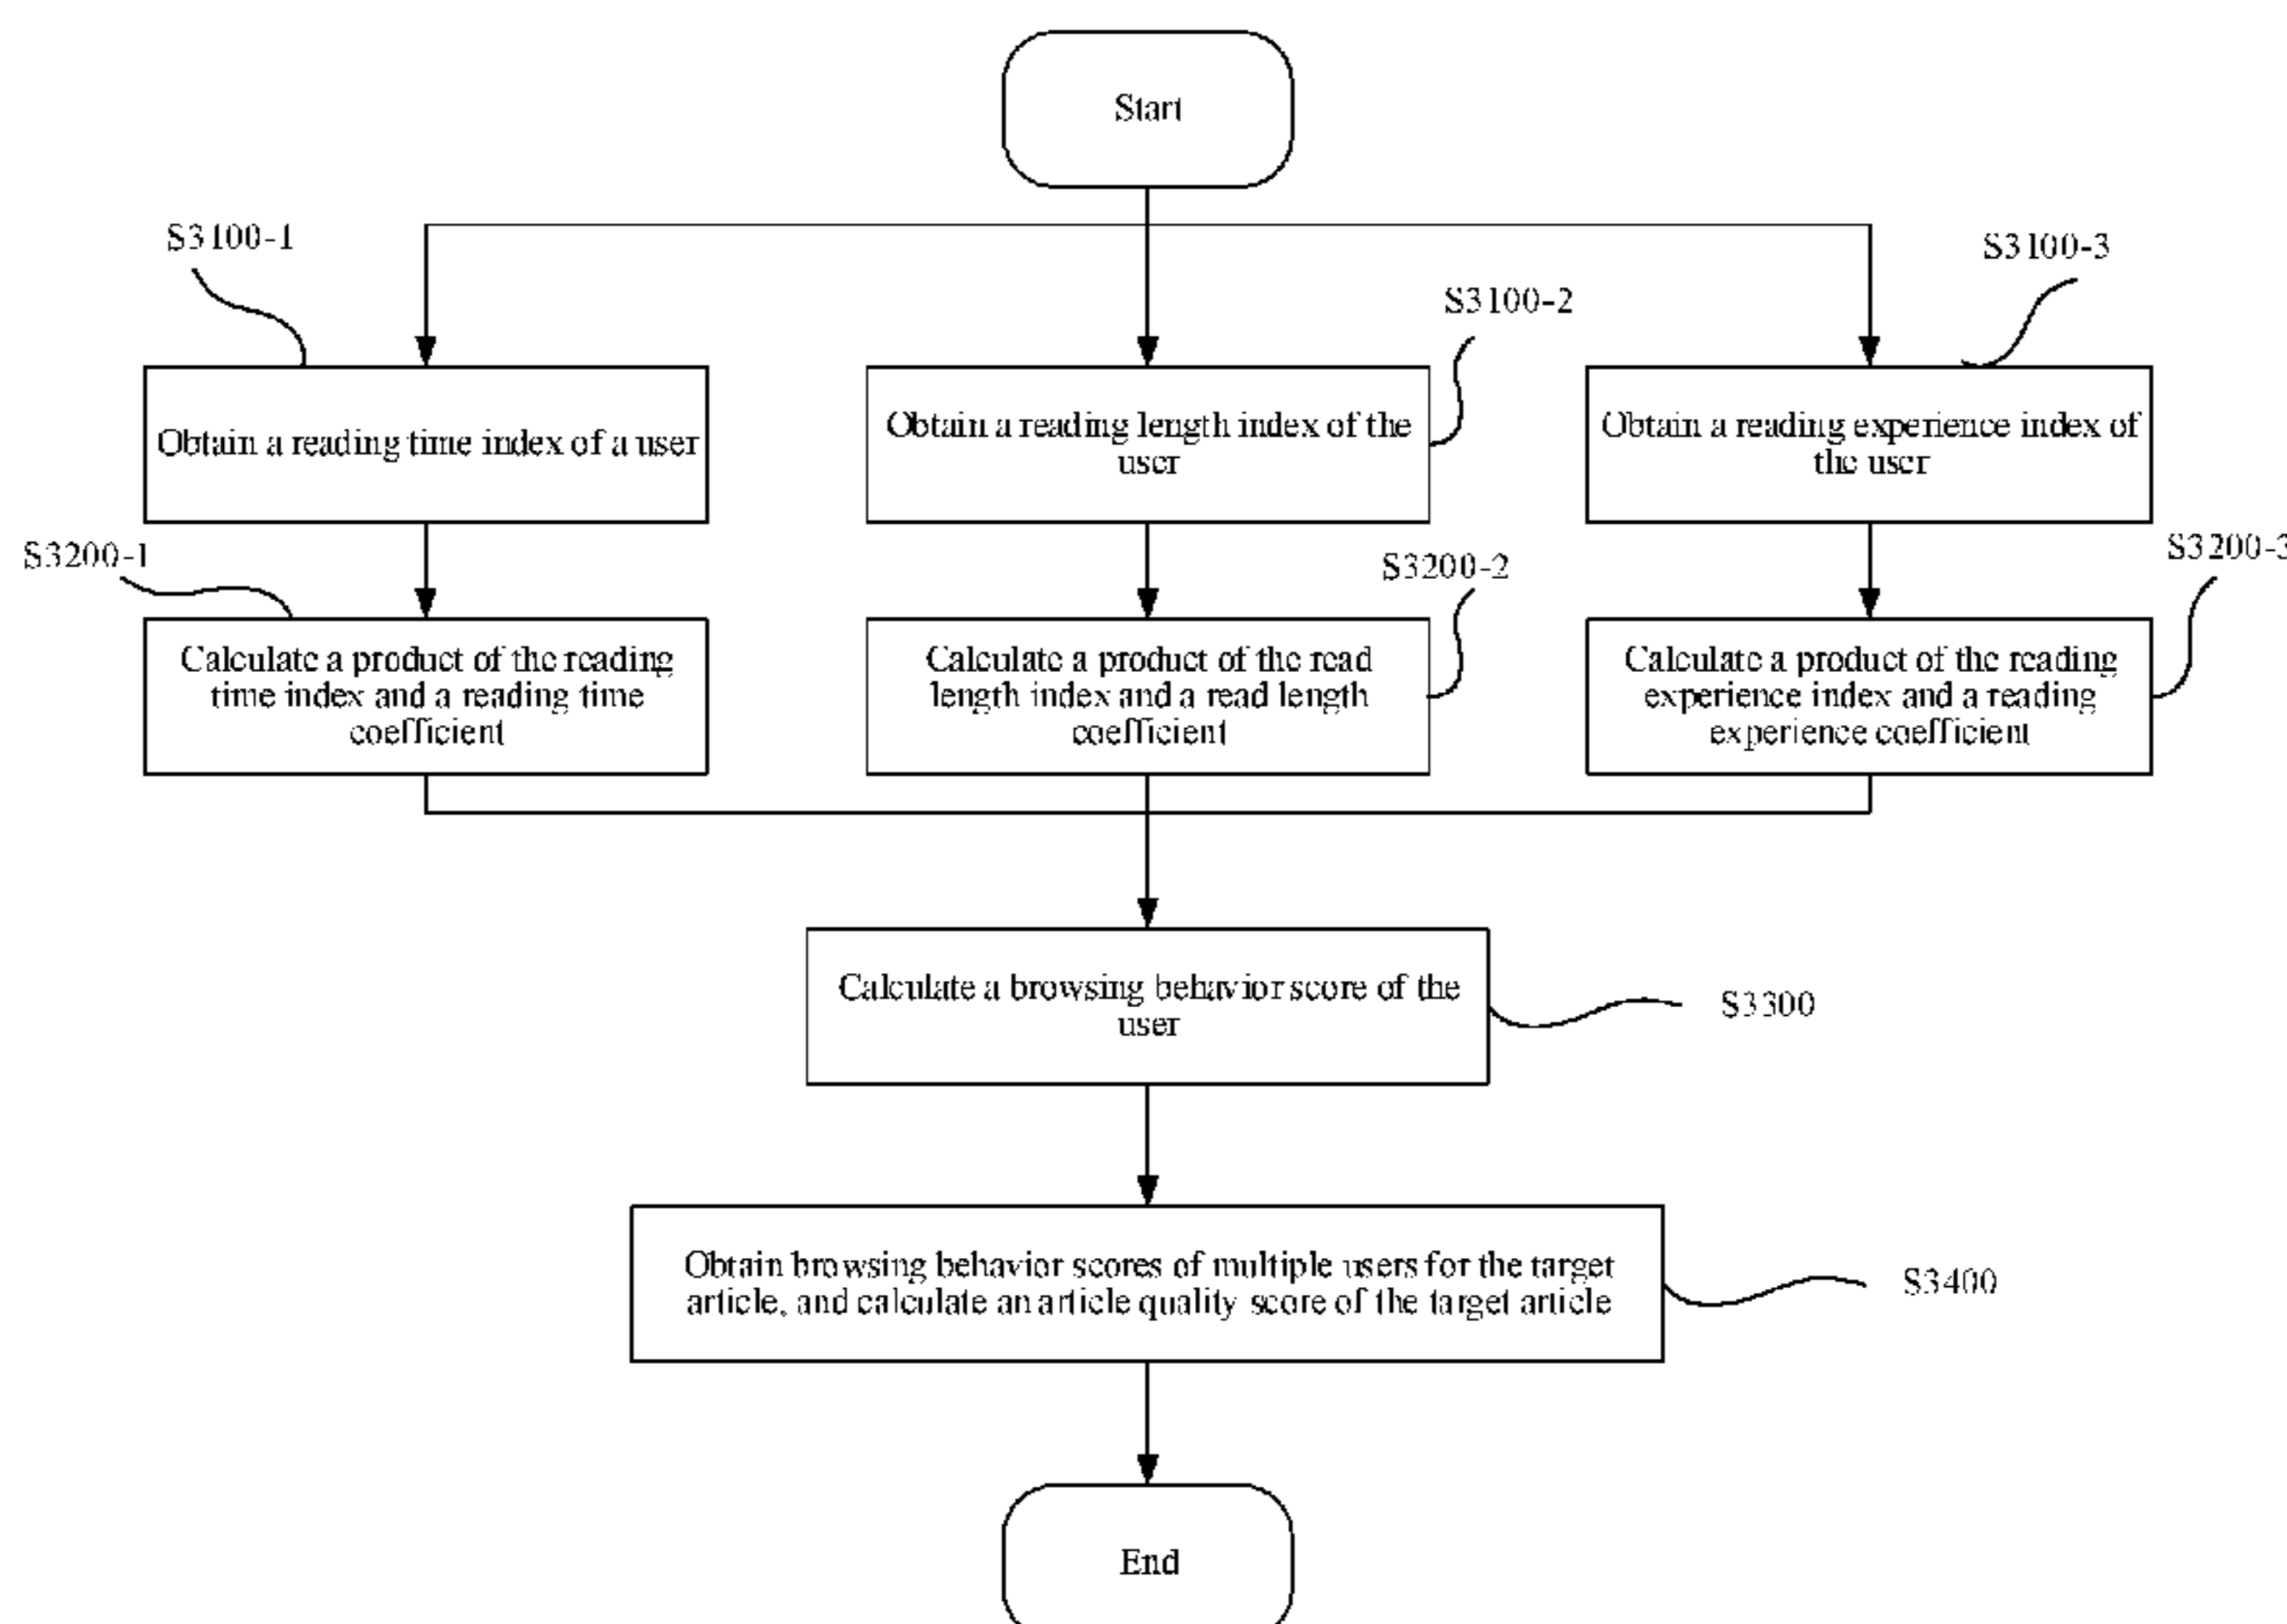 Start
S3100-1
S3100-3
S3100-2
Obtain a reading time index of a user
Obtain a reading length index of the
user
Obtain a reading experience index of
the user
S3200-1
S3200-2
S3200-3
Calculate a product of the reading
time index and a reading time
coefficient
Calculate a product of the read
length index and a read length
coefficient
Calculate a product of the reading
experience index and a reading
experience coefficient
Calculate a browsing behavior score of the
user
S3300
Obtain browsing behavior scores of multiple users for the target
article, and calculate an article quality score of the target article
S3400
End